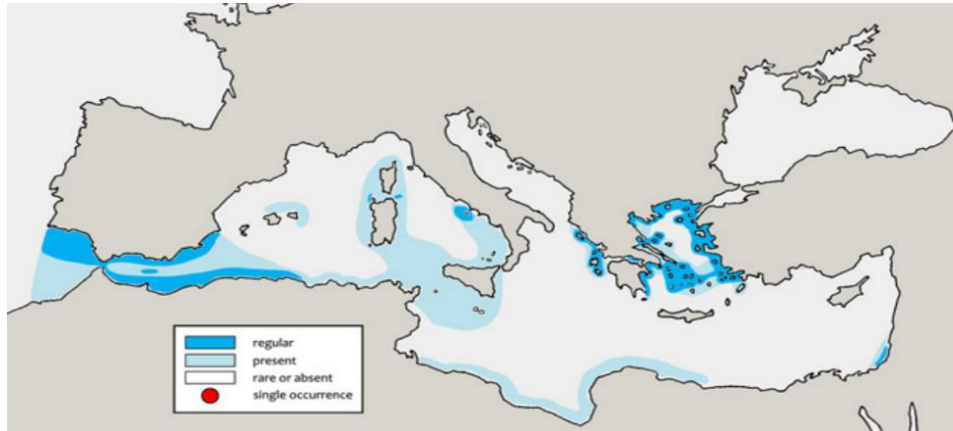 regular
present
rare or absent
single occurrence